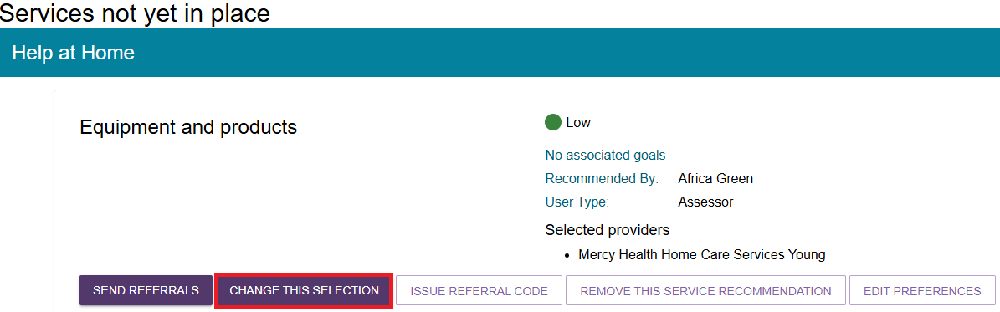 Services not yet in place
Help at Home
Equipment and products
Low
No associated goals
Recommended By: Africa Green
User Type: Assessor
Selected providers
• Mercy Health Home Care Services Young
SEND REFERRALS CHANGE THIS SELECTION ISSUE REFERRAL CODE REMOVE THIS SERVICE RECOMMENDATION EDIT PREFERENCES